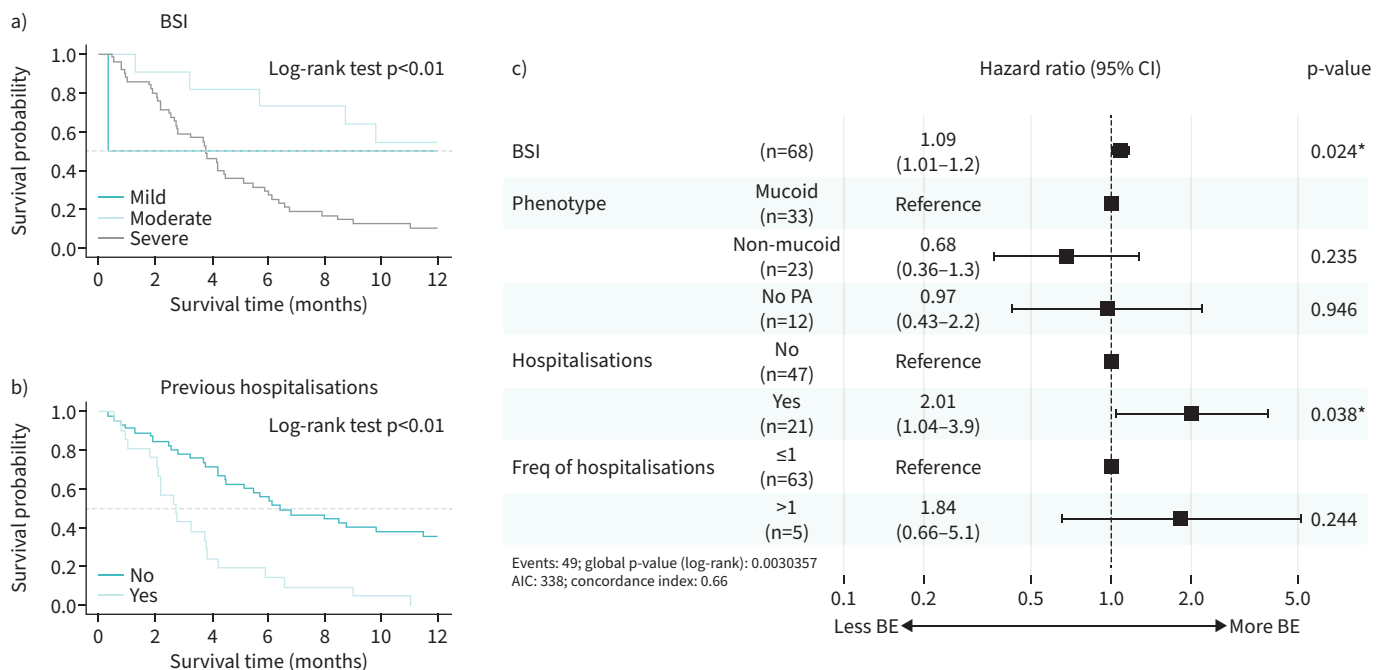 a)
BSI
Log-rank test p<0.01
Survival probability
1.0
0.8
0.6
0.4
0.2
0.0
Mild
Moderate
Severe
0 2 4 6 8 10 12
Survival time (months)
b)
Previous hospitalisations
Log-rank test p<0.01
Survival probability
1.0
0.8
0.6
0.4
0.2
0.0
No
Yes
0 2 4 6 8 10 12
Survival time (months)
c) Hazard ratio (95% CI) p-value
BSI (n=68) 1.09 (1.01–1.2) 0.024*
Phenotype Mucoid (n=33) Reference
Non-mucoid (n=23) 0.68 (0.36–1.3) 0.235
No PA (n=12) 0.97 (0.43–2.2) 0.946
Hospitalisations No (n=47) Reference
Yes (n=21) 2.01 (1.04–3.9) 0.038*
Freq of hospitalisations ≤1 (n=63) Reference
>1 (n=5) 1.84 (0.66–5.1) 0.244
Events: 49; global p-value (log-rank): 0.0030357
AIC: 338; concordance index: 0.66
0.1 0.2 0.5 1.0 2.0 5.0
Less BE More BE